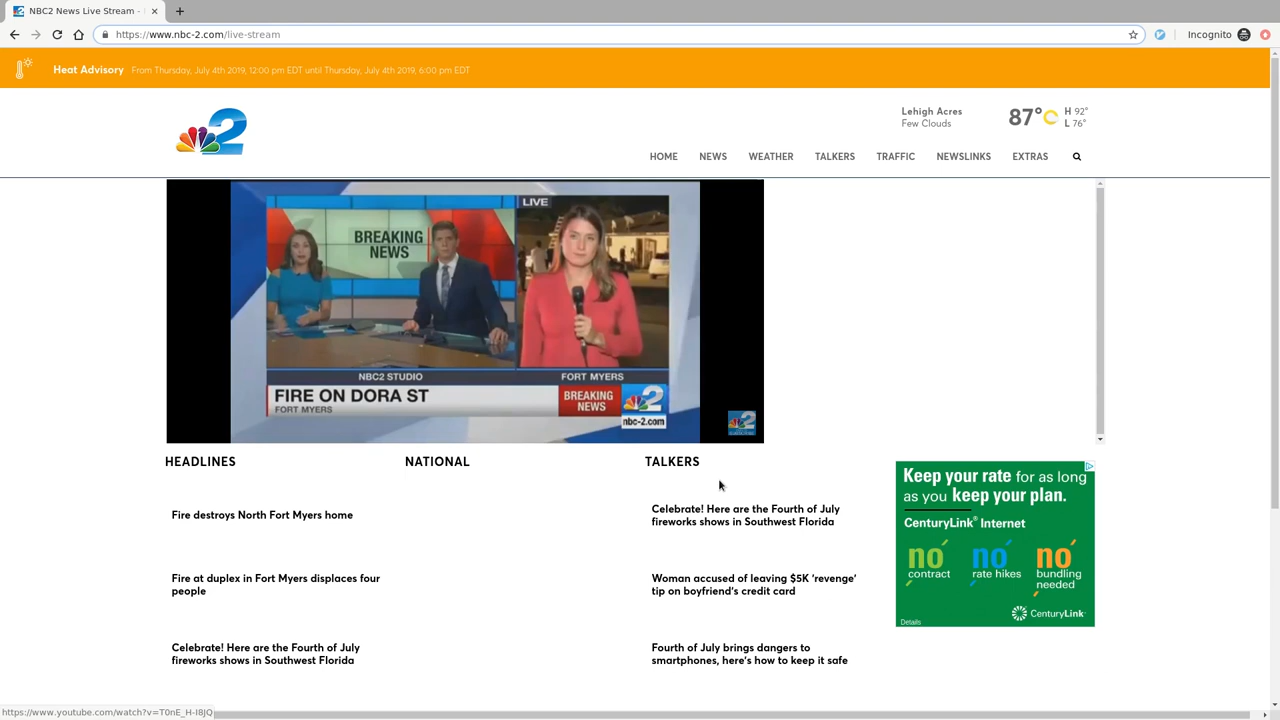 NBC2 News Live Stream -
https://www.nbc-2.com/live-stream
Incognito
Heat Advisory From Thursday, July 4th 2019, 12:00 pm EDT until Thursday, July 4th 2019, 6:00 pm EDT
2
Lehigh Acres
Few Clouds
87°
H 92°
L 76°
HOME NEWS WEATHER TALKERS TRAFFIC NEWSLINKS EXTRAS
LIVE
BREAKING
NEWS
NBC2 STUDIO FORT MYERS
FIRE ON DORA ST
FORT MYERS
BREAKING
NEWS
2
nbc-2.com
2
HEADLINES
Fire destroys North Fort Myers home
Fire at duplex in Fort Myers displaces four
people
Celebrate! Here are the Fourth of July
fireworks shows in Southwest Florida
NATIONAL
TALKERS
Celebrate! Here are the Fourth of July
fireworks shows in Southwest Florida
Woman accused of leaving $5K 'revenge'
tip on boyfriend's credit card
Fourth of July brings dangers to
smartphones, here's how to keep it safe
Keep your rate for as long
as you keep your plan.
CenturyLink® Internet
no contract
no rate hikes
no bundling needed
CenturyLink
Details
https://www.youtube.com/watch?v=T0nE_H-I8JQ